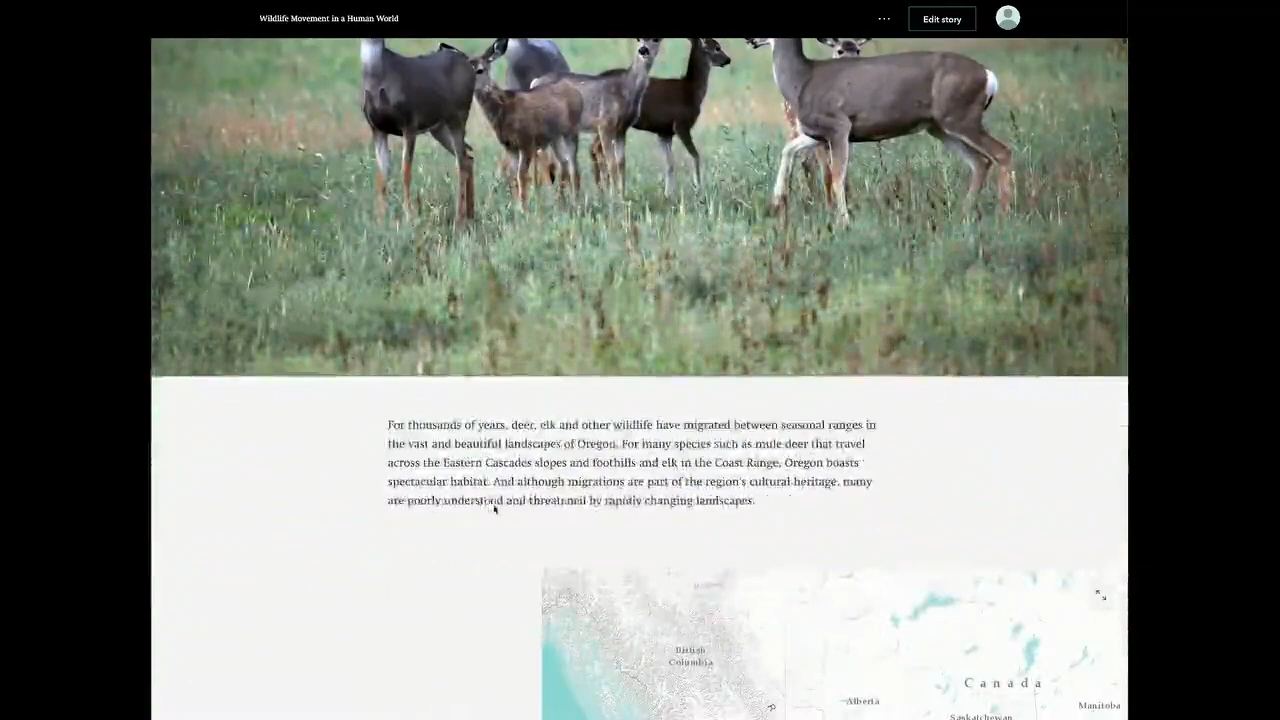 Wildlife Movement in a Human World
Edit story
For thousands of years, deer, elk and other wildlife have migrated between seasonal ranges in
the vast and beautiful landscapes of Oregon. For many species such as mule deer that travel
across the Eastern Cascades slopes and foothills and elk in the Coast Range, Oregon boasts
spectacular habitat. And although migrations are part of the region's cultural heritage, many
are poorly understood and threatened by rapidly changing landscapes.
British
Columbia
Canada
Alberta
Manitoba
Saskatchewan